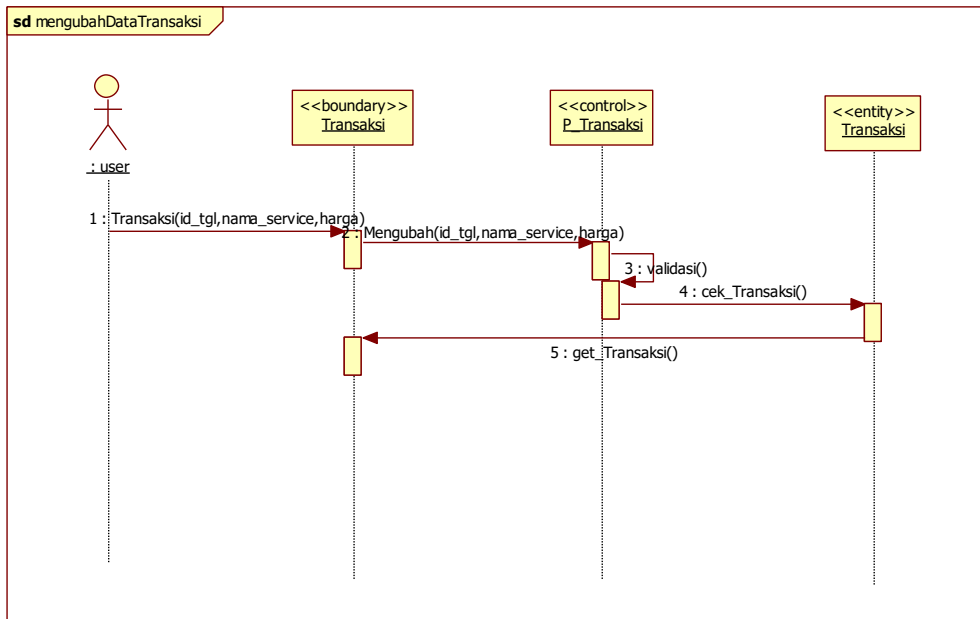 sd mengubahDataTransaksi
<<boundary>>
Transaksi
<<control>>
P_Transaksi
<<entity>>
Transaksi
: user
1 : Transaksi(id_tgl,nama_service,harga)
2 : Mengubah(id_tgl,nama_service,harga)
3 : validasi()
4 : cek_Transaksi()
5 : get_Transaksi()